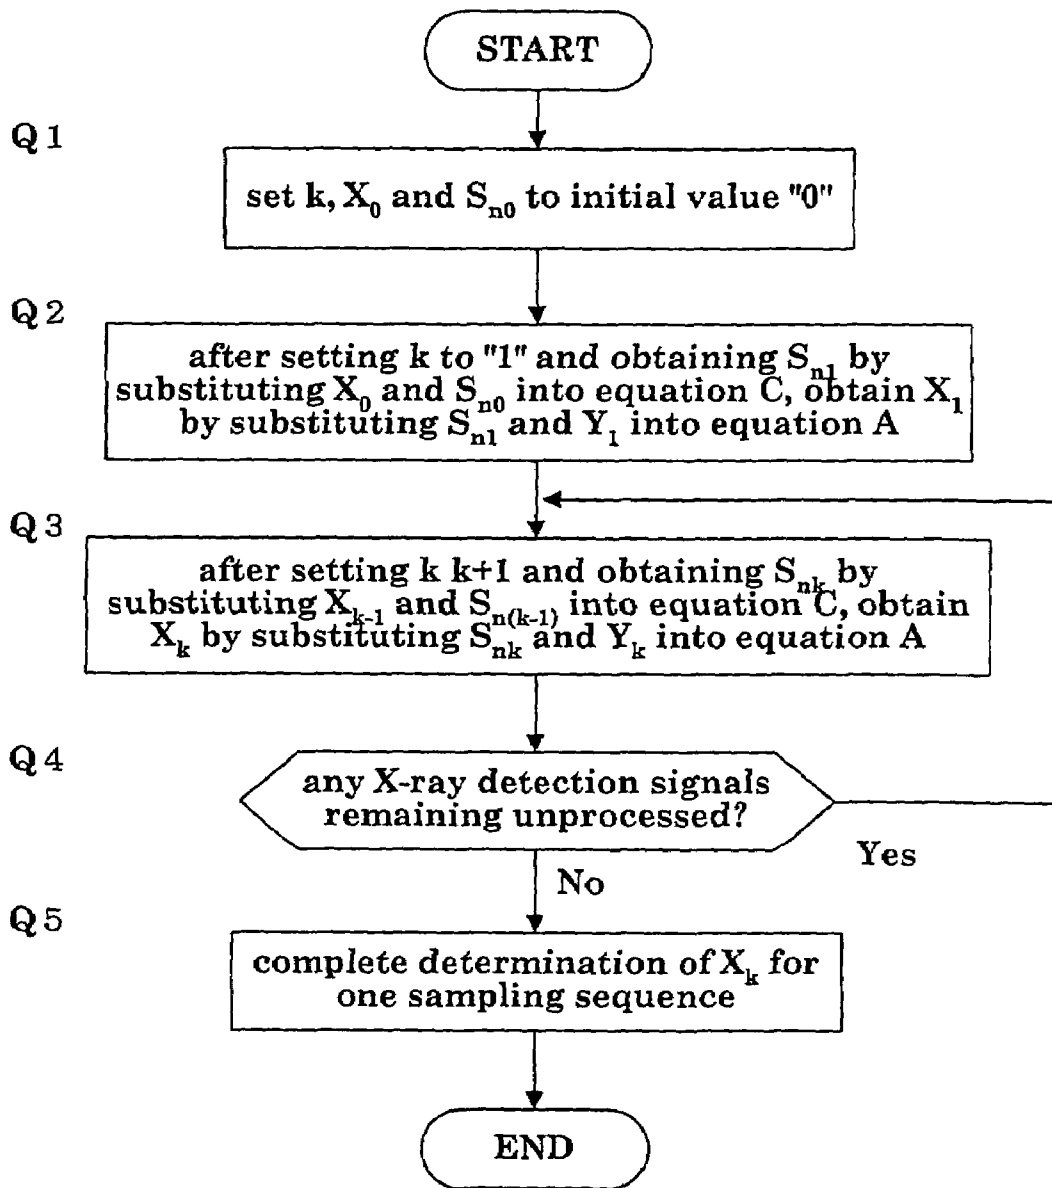 START
Q1
set k, X₀ and Sₙ₀ to initial value "0"
Q2
after setting k to "1" and obtaining Sₙ₁ by
substituting X₀ and Sₙ₀ into equation C, obtain X₁
by substituting Sₙ₁ and Y₁ into equation A
Q3
after setting k k+1 and obtaining Sₙₖ by
substituting Xₖ₋₁ and Sₙ₍ₖ₋₁₎ into equation C, obtain
Xₖ by substituting Sₙₖ and Yₖ into equation A
Q4
any X-ray detection signals
remaining unprocessed?
Yes
No
Q5
complete determination of Xₖ for
one sampling sequence
END